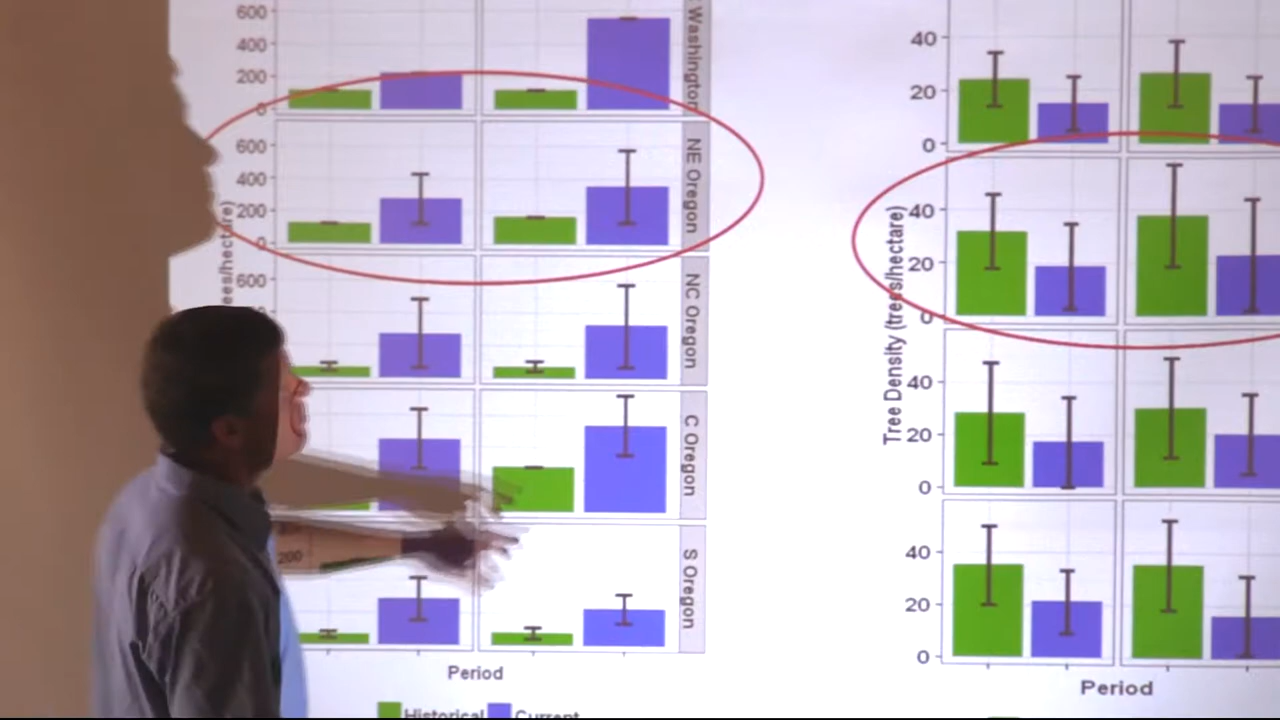 600
400
200
0
Washington
600
400
200
0
NE Oregon
600
NC Oregon
C Oregon
200
S Oregon
Period
Historical Current
40
20
0
40
20
0
Tree Density (trees/hectare)
40
20
0
40
20
0
Period